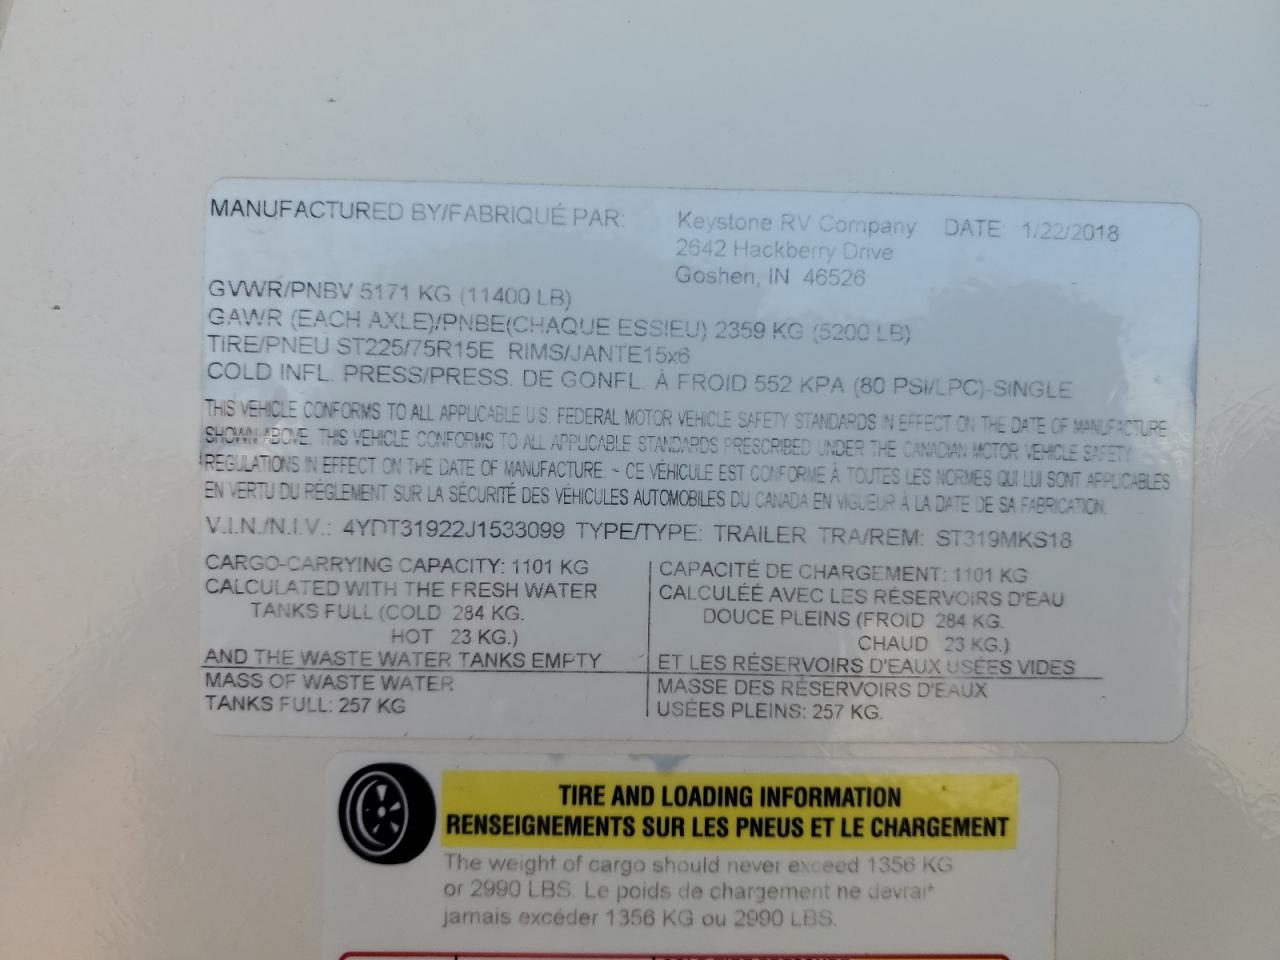 MANUFACTURED BY/FABRIQUÉ PAR: Keystone RV Company DATE: 1/22/2018
2642 Hackberry Drive
Goshen, IN 46526
GVWR/PNBV 5171 KG (11400 LB)
GAWR (EACH AXLE)/PNBE(CHAQUE ESSIEU) 2359 KG (5200 LB)
TIRE/PNEU ST225/75R15E RIMS/JANTE15x6
COLD INFL. PRESS/PRESS. DE GONFL. À FROID 552 KPA (80 PSI/LPC)-SINGLE
THIS VEHICLE CONFORMS TO ALL APPLICABLE U.S. FEDERAL MOTOR VEHICLE SAFETY STANDARDS IN EFFECT ON THE DATE OF MANUFACTURE
SHOWN ABOVE. THIS VEHICLE CONFORMS TO ALL APPLICABLE STANDARDS PRESCRIBED UNDER THE CANADIAN MOTOR VEHICLE SAFETY
REGULATIONS IN EFFECT ON THE DATE OF MANUFACTURE. ~ CE VÉHICULE EST CONFORME À TOUTES LES NORMES QUI LUI SONT APPLICABLES
EN VERTU DU RÉGLEMENT SUR LA SÉCURITÉ DES VÉHICULES AUTOMOBILES DU CANADA EN VIGUEUR À LA DATE DE SA FABRICATION.
V.I.N./N.I.V.: 4YDT31922J1533099 TYPE/TYPE: TRAILER TRA/REM: ST319MKS18
CARGO-CARRYING CAPACITY: 1101 KG
CALCULATED WITH THE FRESH WATER
TANKS FULL (COLD 284 KG.
HOT 23 KG.)
AND THE WASTE WATER TANKS EMPTY
MASS OF WASTE WATER
TANKS FULL: 257 KG
CAPACITÉ DE CHARGEMENT: 1101 KG
CALCULÉÉ AVEC LES RÉSERVOIRS D'EAU
DOUCE PLEINS (FROID 284 KG.
CHAUD 23 KG.)
ET LES RÉSERVOIRS D'EAUX USÉES VIDES
MASSE DES RÉSERVOIRS D'EAUX
USÉES PLEINS: 257 KG.
TIRE AND LOADING INFORMATION
RENSEIGNEMENTS SUR LES PNEUS ET LE CHARGEMENT
The weight of cargo should never exceed 1356 KG
or 2990 LBS. Le poids de chargement ne devrait
jamais excéder 1356 KG ou 2990 LBS.